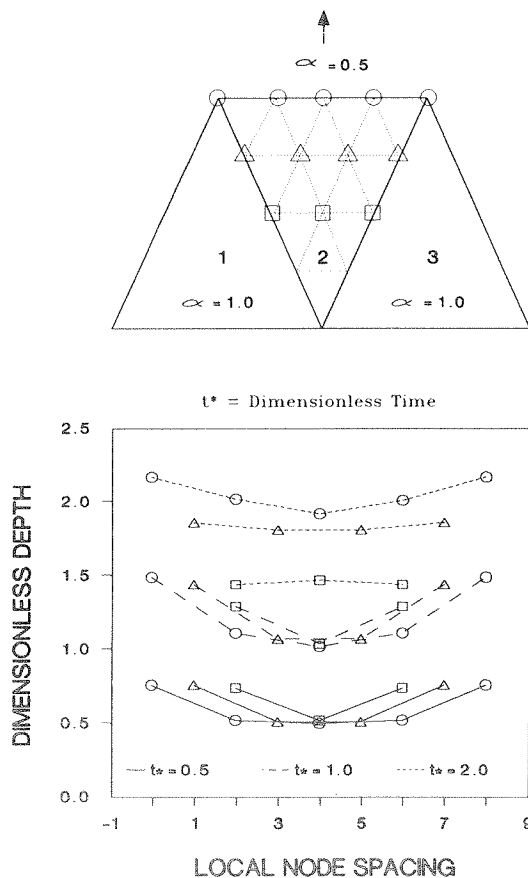 α = 0.5
1 2 3
α = 1.0 α = 1.0
t* = Dimensionless Time
2.5
2.0
1.5
1.0
0.5
0.0
DIMENSIONLESS DEPTH
t*=0.5 t*=1.0 t*=2.0
-1 1 3 5 7 9
LOCAL NODE SPACING